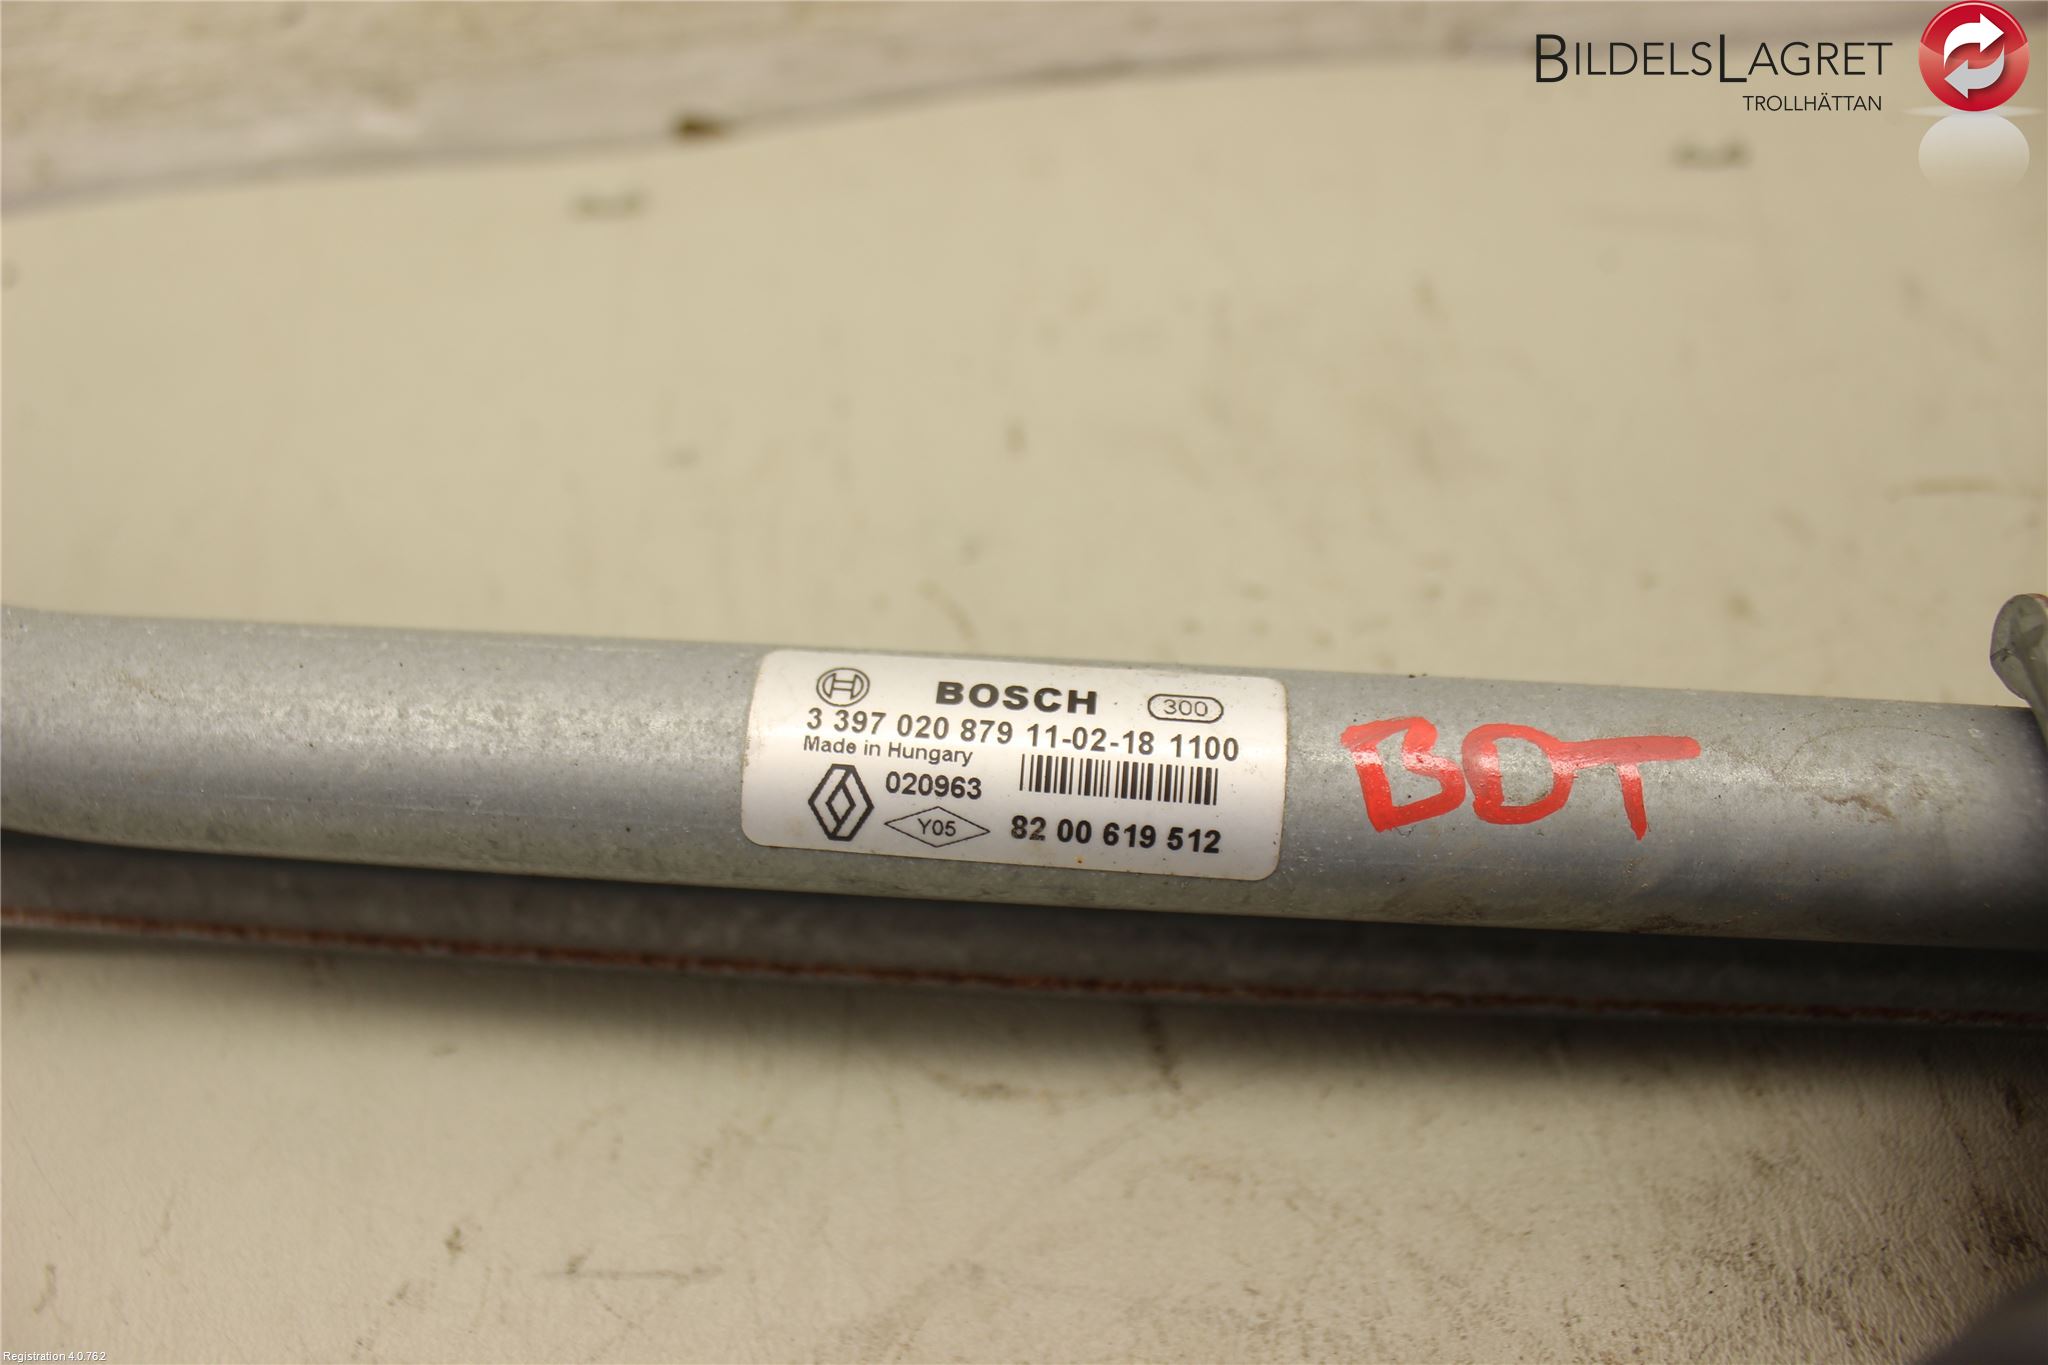 BILDELSLAGRET
TROLLHÄTTAN
BOSCH 300
3 397 020 879 11-02-18 1100
Made in Hungary
020963
Y05 82 00 619 512
BDT
Registration 4.0.762